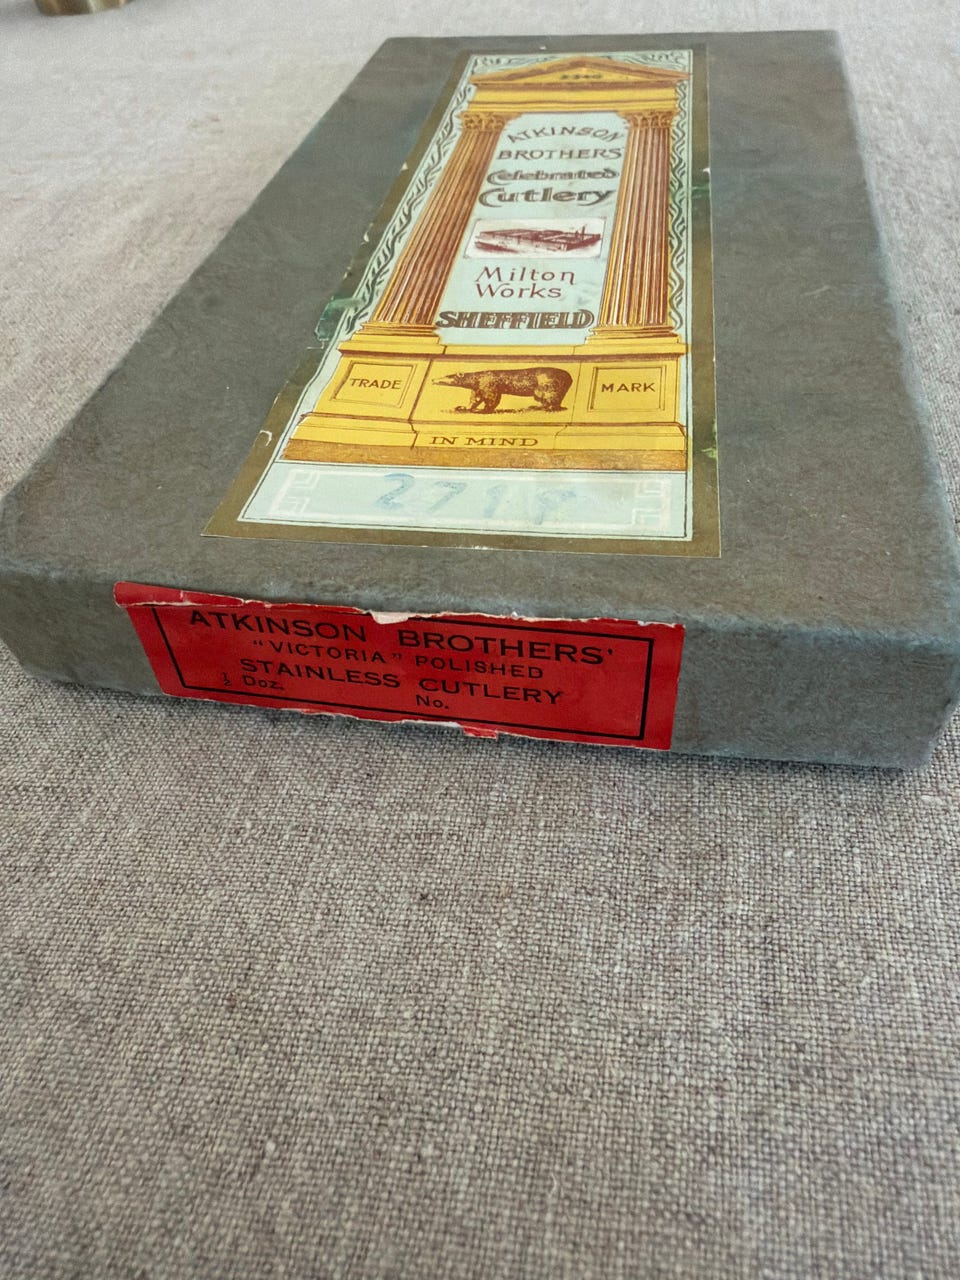 ATKINSON
BROTHERS'
Celebrated
Cutlery
Milton
Works
SHEFFIELD
TRADE MARK
IN MIND
ATKINSON BROTHERS'
"VICTORIA" POLISHED
STAINLESS CUTLERY
½ Doz.
No.